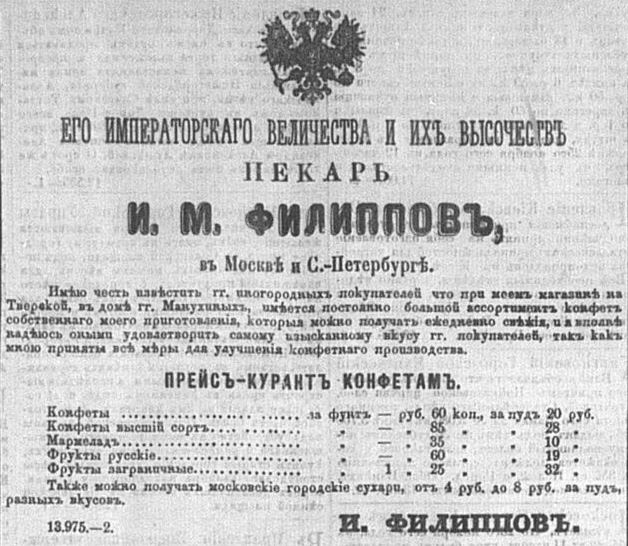 ЕГО ИМПЕРАТОРСКАГО ВЕЛИЧЕСТВА И ИХЪ ВЫСОЧЕСТВЪ
ПЕКАРЬ
И. М. ФИЛИППОВЪ,
въ Москвѣ и С.-Петербургѣ.
Имѣю честь извѣстить гг. иногородныхъ покупателей что при моемъ магазинѣ на
Тверской, въ домѣ гг. Манухиныхъ, имѣется постоянно большой ассортиментъ конфетъ
собственнаго моего приготовленія, которыя можно получать ежедневно свѣжія, и я вполнѣ
надѣюсь оными удовлетворить самому изысканному вкусу гг. покупателей, такъ какъ
мною приняты всѣ мѣры для улучшенія конфетнаго производства.
ПРЕЙСЪ-КУРАНТЪ КОНФЕТАМЪ.
Конфеты ........................ за фунтъ — руб. 60 коп., за пудъ 20 руб.
Конфеты высшій сортъ............. „ — „ 85 „ „ 28 „
Мармеладъ........................ „ — „ 35 „ „ 10 „
Фрукты русскіе................... „ — „ 60 „ „ 19 „
Фрукты заграничные............... „ 1 „ 25 „ „ 32 „
Также можно получать московскіе городскіе сухари, отъ 4 руб. до 8 руб. за пудъ,
разныхъ вкусовъ.
13.975.—2. И. ФИЛИППОВЪ.